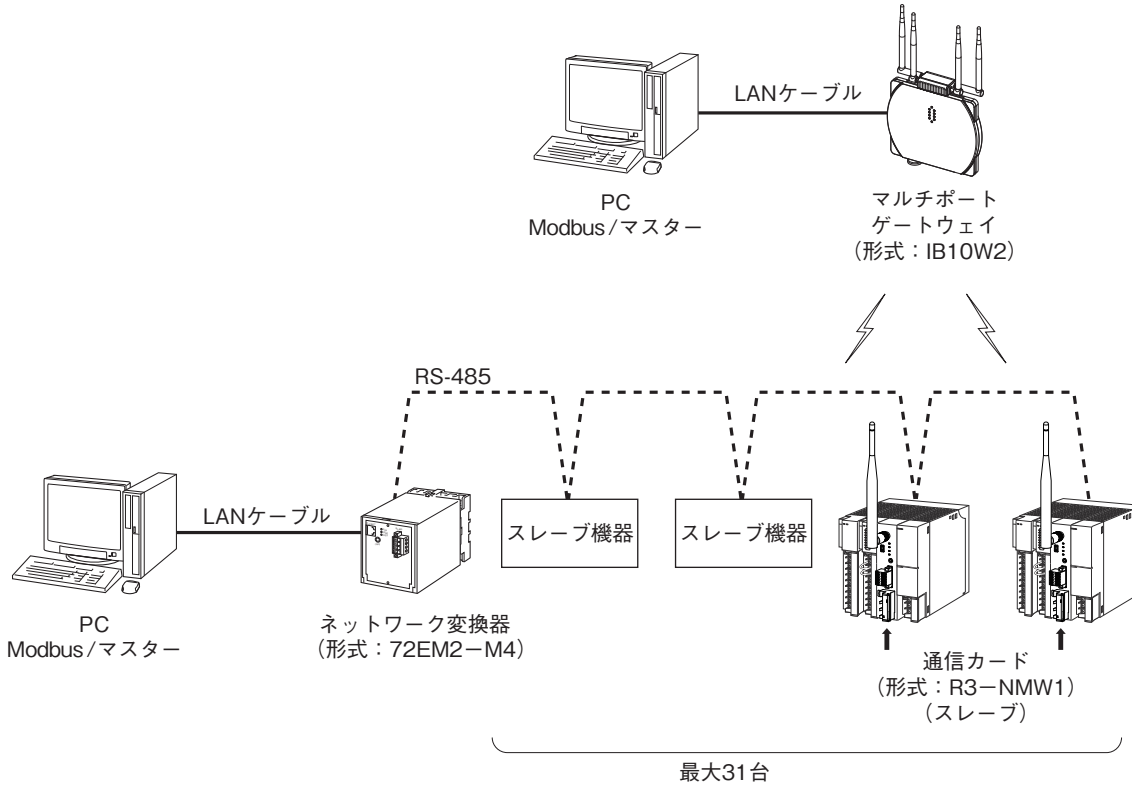 LANケーブル
PC
Modbus/マスター
マルチポート
ゲートウェイ
(形式:IB10W2)
RS-485
LANケーブル
スレーブ機器
スレーブ機器
PC
Modbus/マスター
ネットワーク変換器
(形式:72EM2-M4)
通信カード
(形式:R3-NMW1)
(スレーブ)
最大31台